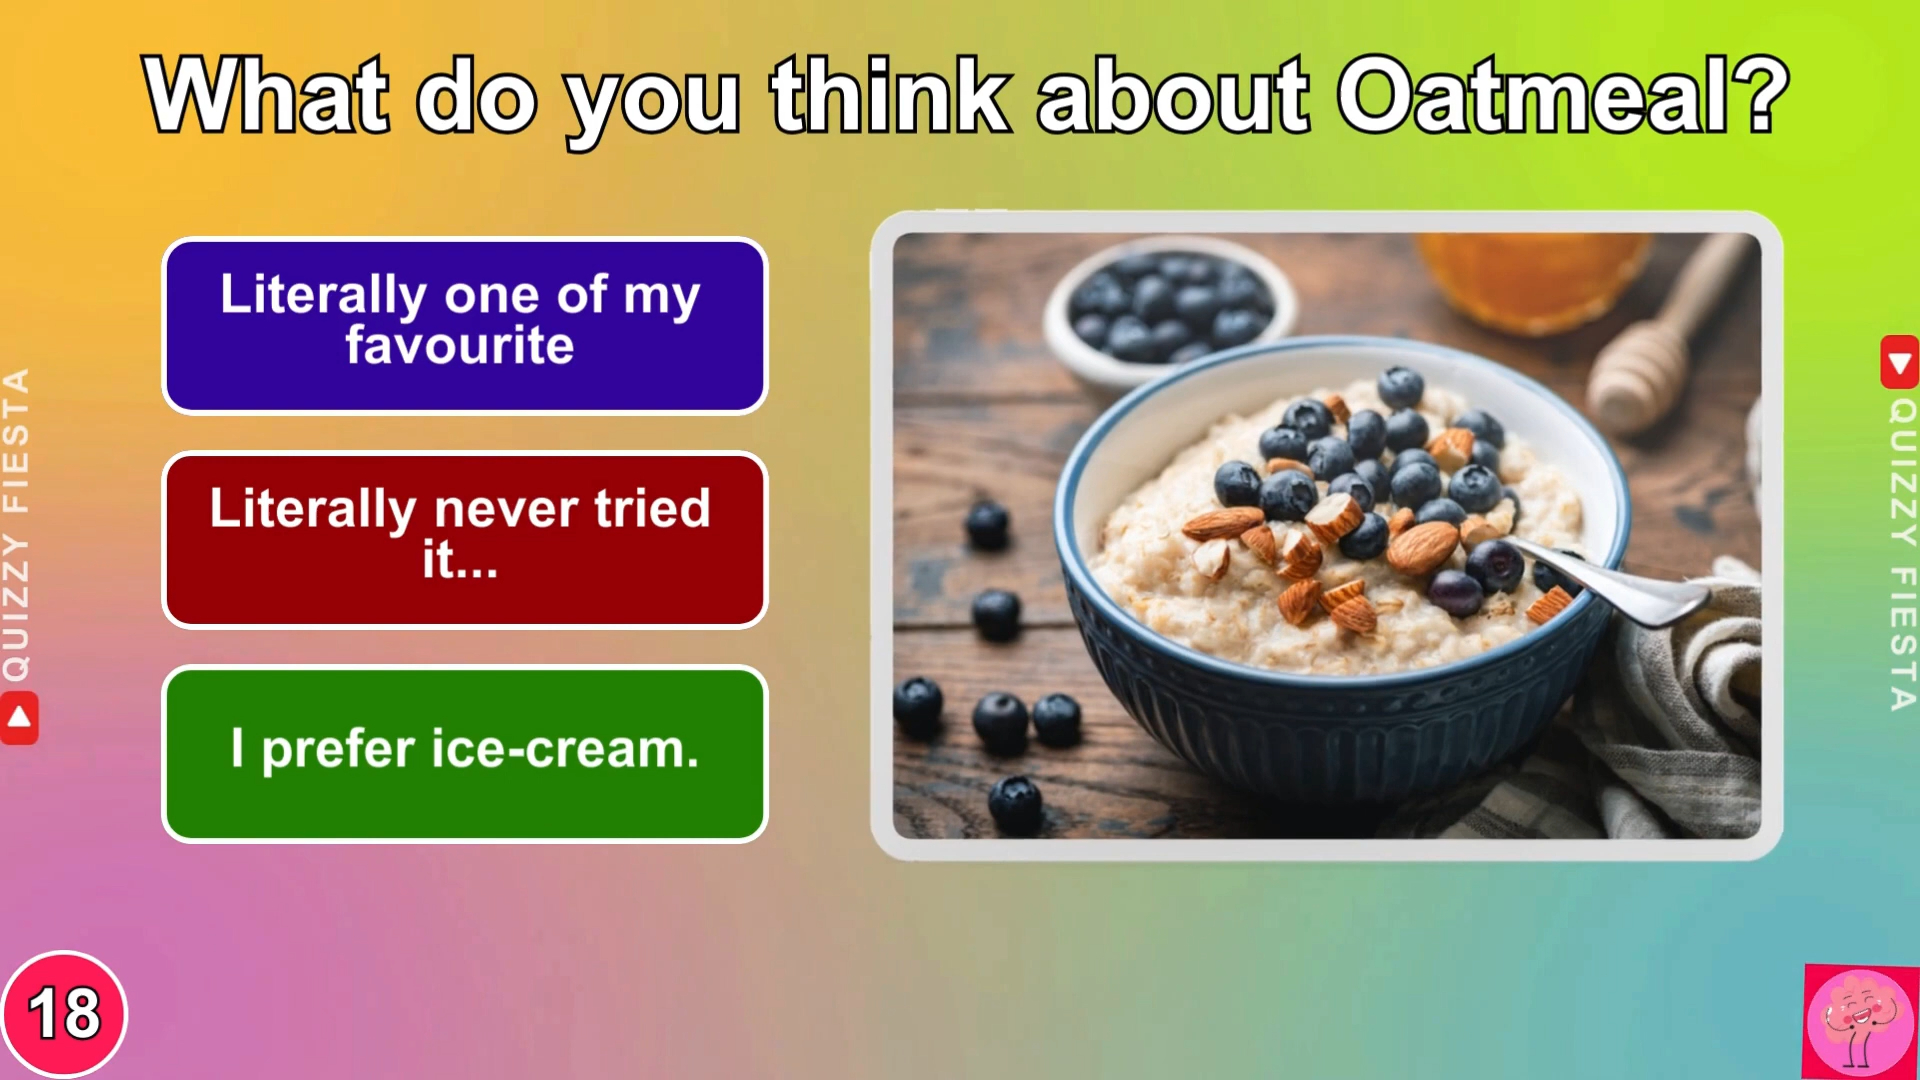 What do you think about Oatmeal?
Literally one of my
favourite
Literally never tried
it...
I prefer ice-cream.
QUIZZY FIESTA
QUIZZY FIESTA
18